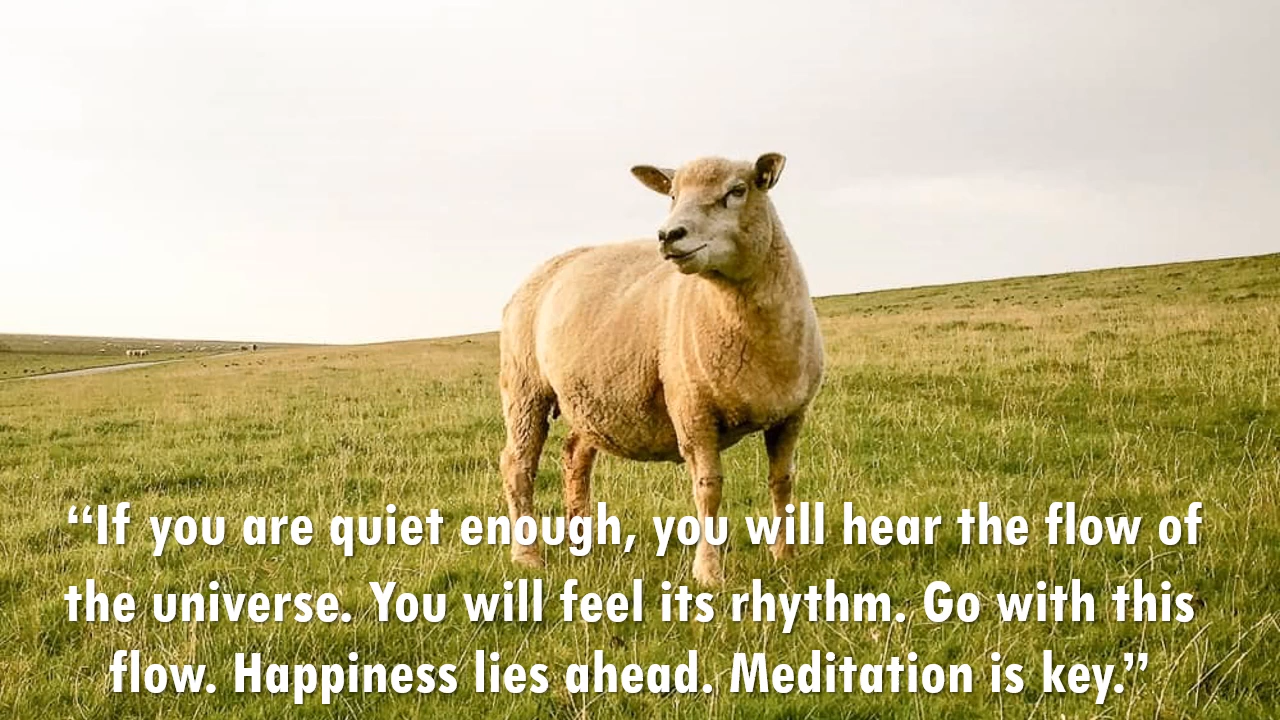 “If you are quiet enough, you will hear the flow of
the universe. You will feel its rhythm. Go with this
flow. Happiness lies ahead. Meditation is key.”